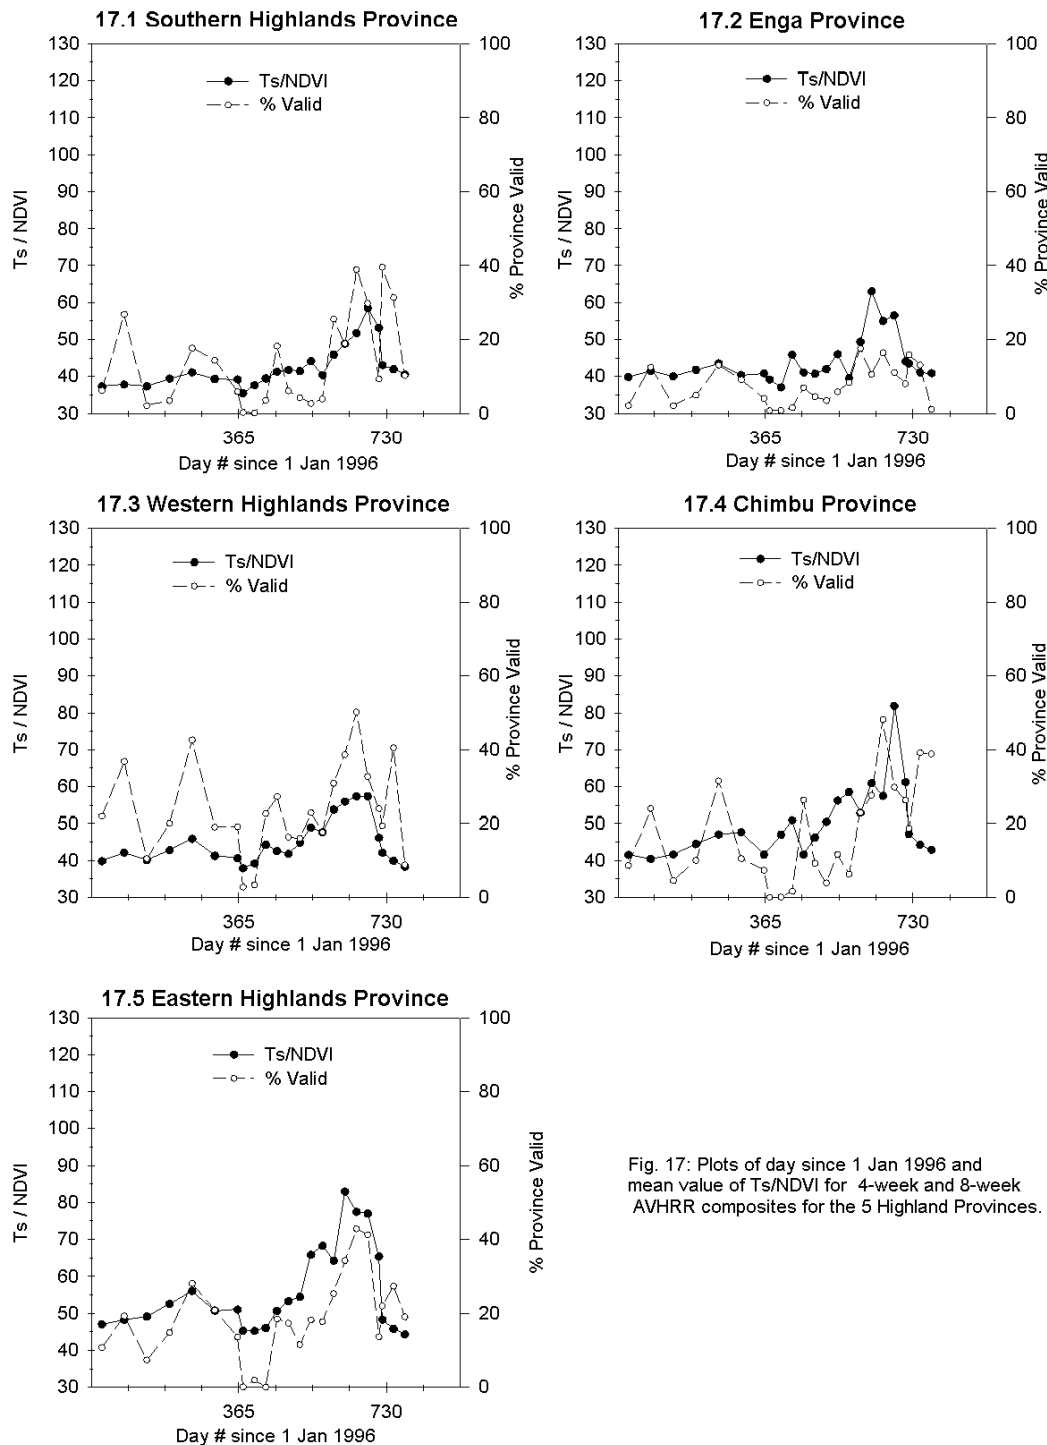 17.1 Southern Highlands Province
130
120
110
100
90
80
70
60
50
40
30
Ts / NDVI
Ts/NDVI
% Valid
100
80
60
40
20
0
% Province Valid
365
730
Day # since 1 Jan 1996
17.2 Enga Province
130
120
110
100
90
80
70
60
50
40
30
Ts / NDVI
Ts/NDVI
% Valid
100
80
60
40
20
0
% Province Valid
365
730
Day # since 1 Jan 1996
17.3 Western Highlands Province
130
120
110
100
90
80
70
60
50
40
30
Ts / NDVI
Ts/NDVI
% Valid
100
80
60
40
20
0
% Province Valid
365
730
Day # since 1 Jan 1996
17.4 Chimbu Province
130
120
110
100
90
80
70
60
50
40
30
Ts / NDVI
Ts/NDVI
% Valid
100
80
60
40
20
0
% Province Valid
365
730
Day # since 1 Jan 1996
17.5 Eastern Highlands Province
130
120
110
100
90
80
70
60
50
40
30
Ts / NDVI
Ts/NDVI
% Valid
100
80
60
40
20
0
% Province Valid
365
730
Day # since 1 Jan 1996
Fig. 17: Plots of day since 1 Jan 1996 and
mean value of Ts/NDVI for 4-week and 8-week
AVHRR composites for the 5 Highland Provinces.